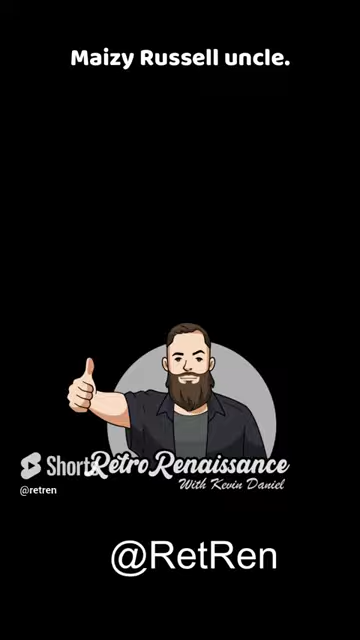 Maizy Russell uncle.
Shorts
Retro Renaissance
With Kevin Daniel
@retren
@RetRen